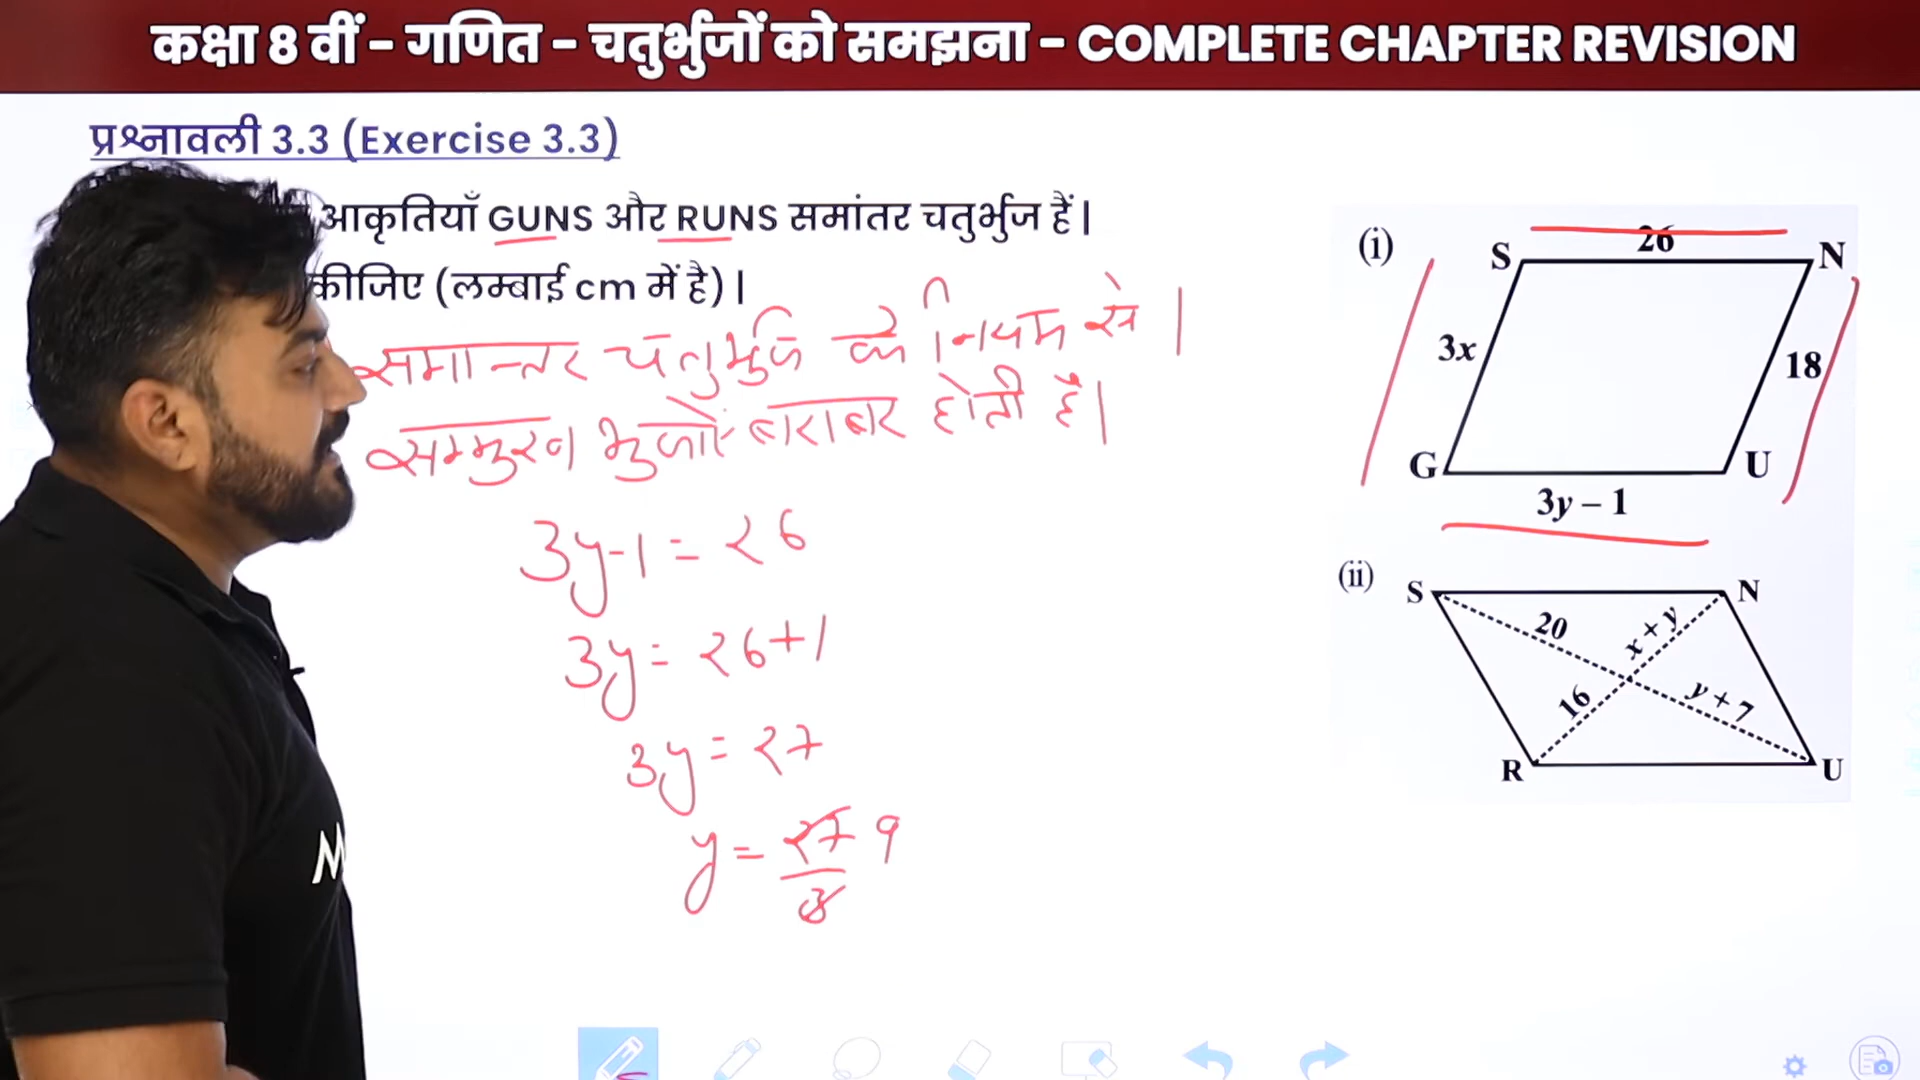 कक्षा 8 वीं – गणित – चतुर्भुजों को समझना – COMPLETE CHAPTER REVISION
प्रश्नावली 3.3 (Exercise 3.3)
आकृतियाँ GUNS और RUNS समांतर चतुर्भुज हैं।
कीजिए (लम्बाई cm में है)।
समान्तर चतुर्भुज के नियम से।
सम्मुख भुजाएं बाराबर होती है।
3y-1 = 26
3y = 26+1
3y = 27
y = 27/3 9
(i)
S 26 N
3x 18
G U
3y – 1
(ii)
S N
20 x + y
16 y + 7
R U
M